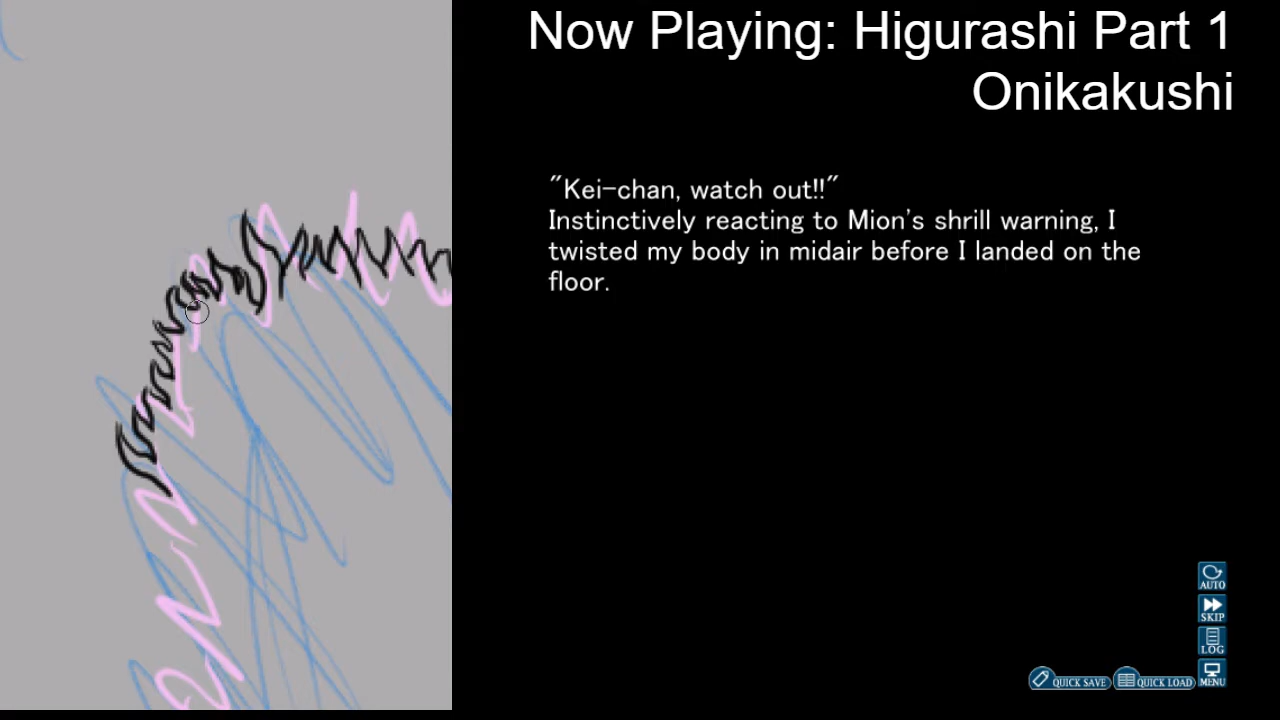 Now Playing: Higurashi Part 1
Onikakushi
"Kei-chan, watch out!!"
Instinctively reacting to Mion's shrill warning, I
twisted my body in midair before I landed on the
floor.
AUTO
SKIP
LOG
QUICK SAVE QUICK LOAD MENU